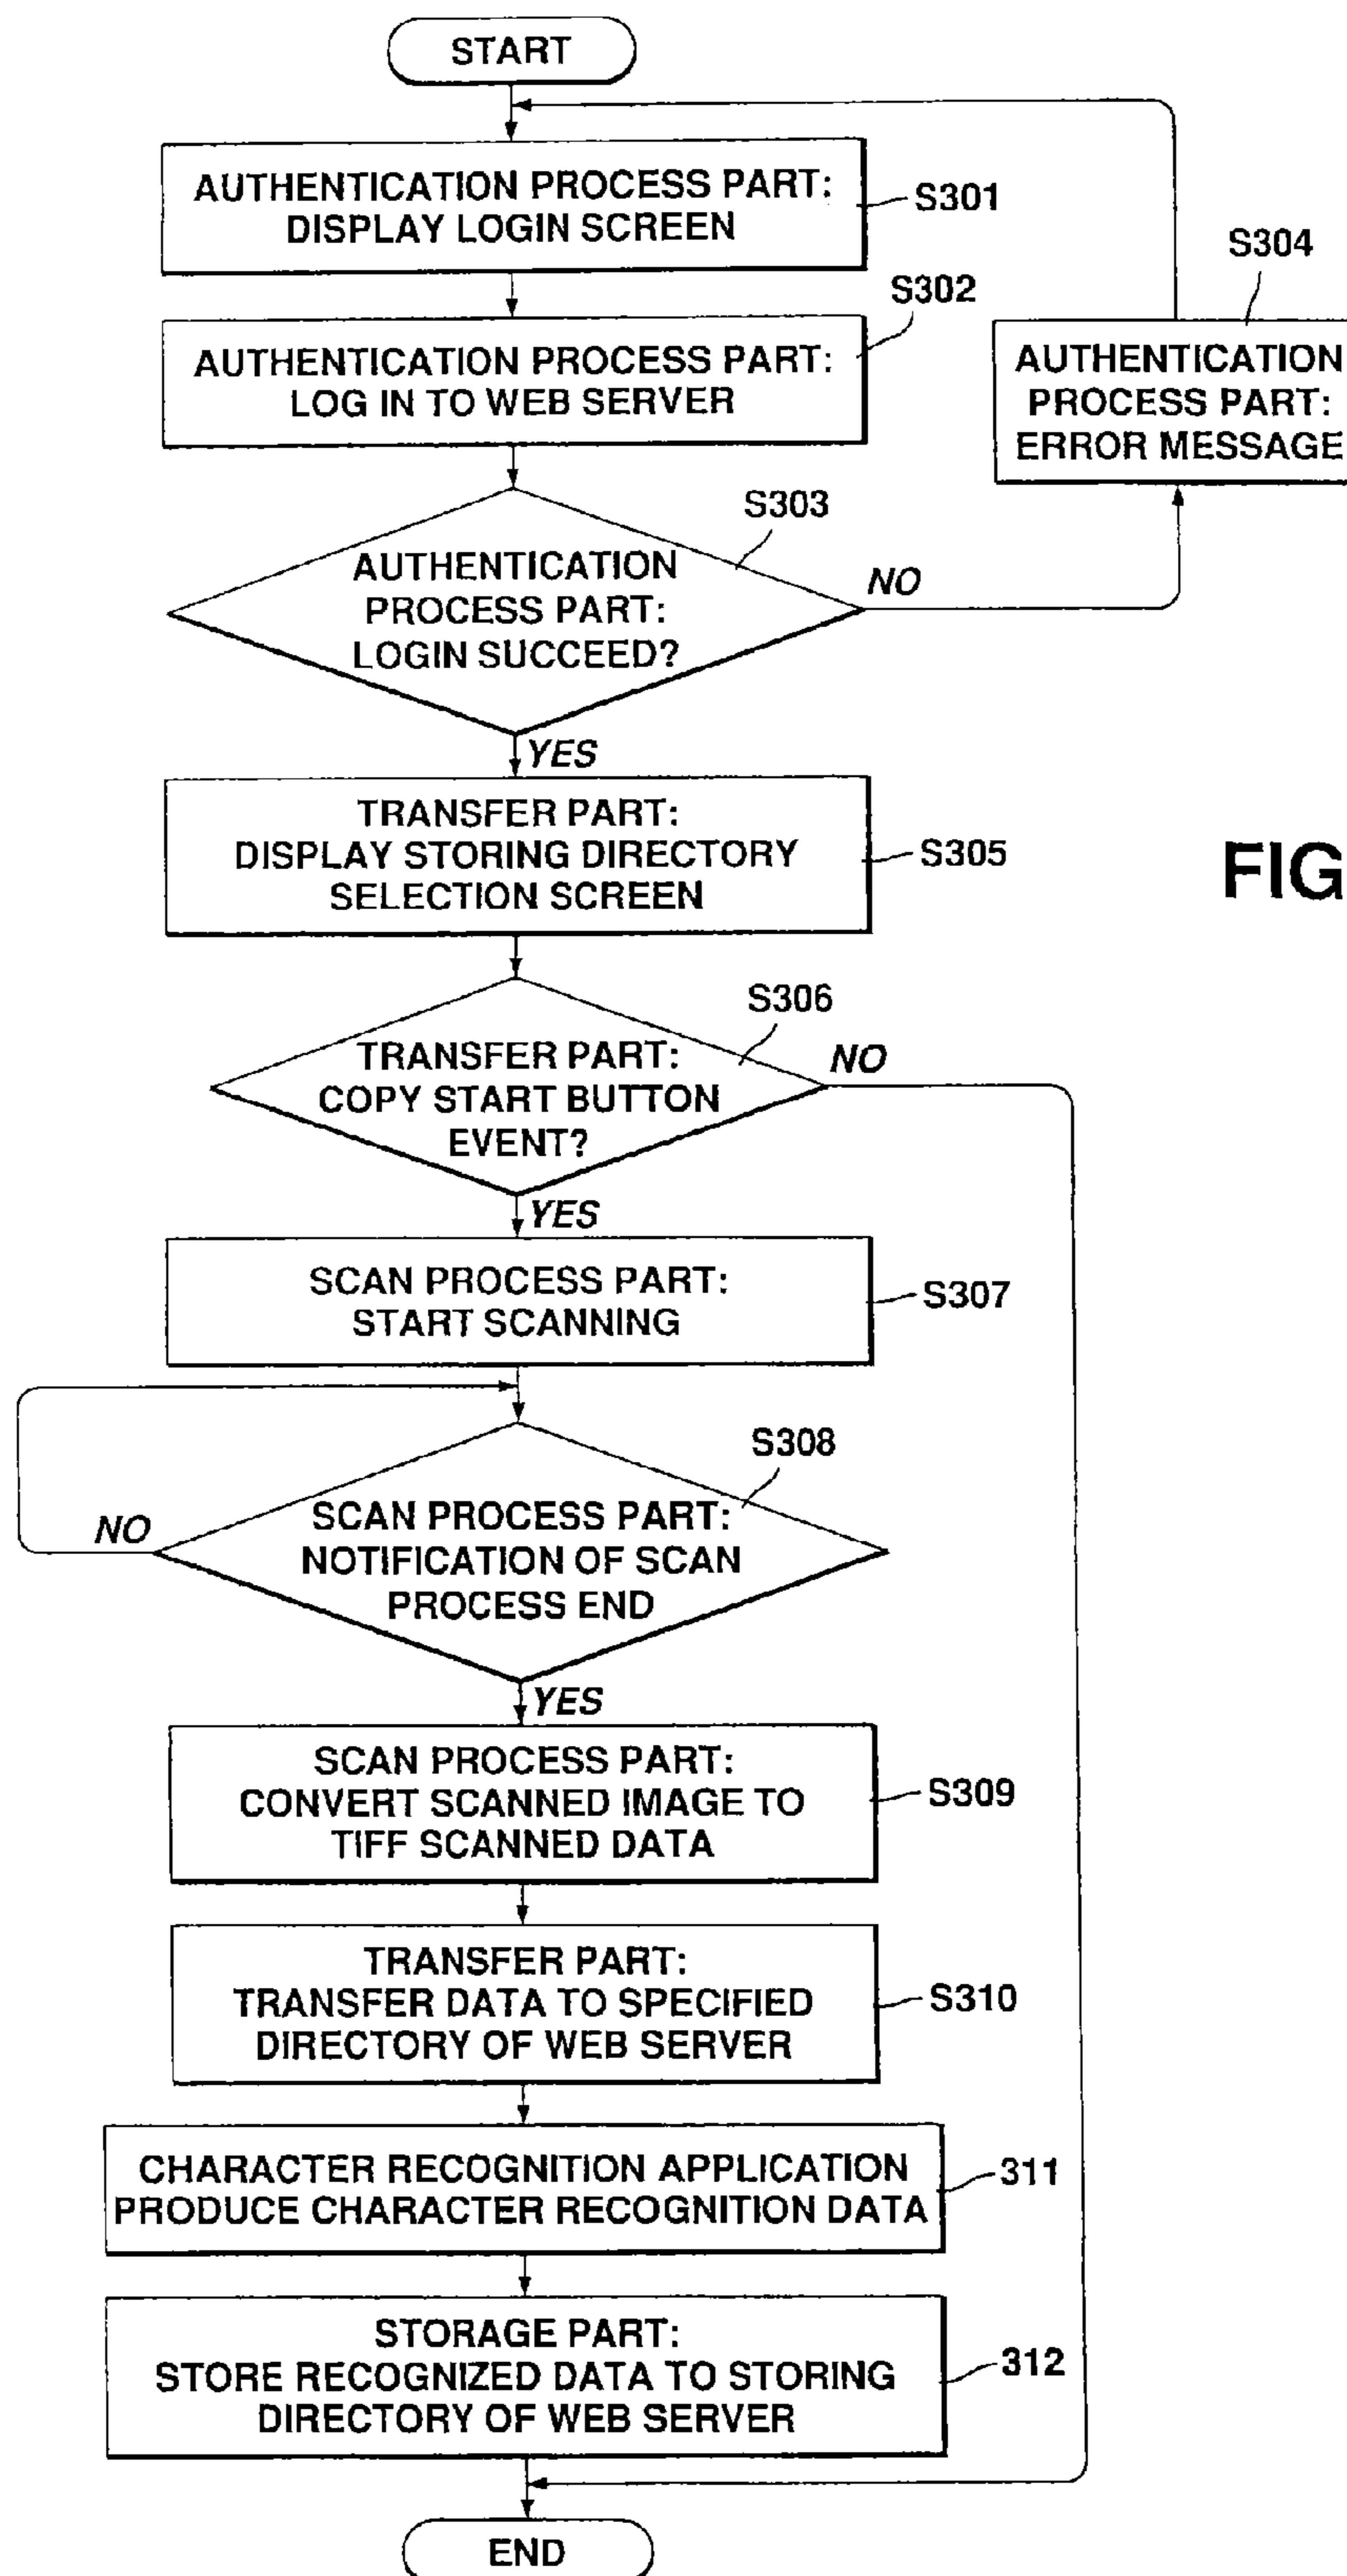 START
AUTHENTICATION PROCESS PART:
DISPLAY LOGIN SCREEN
S301
S302
AUTHENTICATION PROCESS PART:
LOG IN TO WEB SERVER
S304
AUTHENTICATION
PROCESS PART:
ERROR MESSAGE
S303
AUTHENTICATION
PROCESS PART:
LOGIN SUCCEED?
NO
YES
TRANSFER PART:
DISPLAY STORING DIRECTORY
SELECTION SCREEN
S305
FIG
S306
TRANSFER PART:
COPY START BUTTON
EVENT?
NO
YES
SCAN PROCESS PART:
START SCANNING
S307
S308
SCAN PROCESS PART:
NOTIFICATION OF SCAN
PROCESS END
NO
YES
SCAN PROCESS PART:
CONVERT SCANNED IMAGE TO
TIFF SCANNED DATA
S309
TRANSFER PART:
TRANSFER DATA TO SPECIFIED
DIRECTORY OF WEB SERVER
S310
CHARACTER RECOGNITION APPLICATION
PRODUCE CHARACTER RECOGNITION DATA
311
STORAGE PART:
STORE RECOGNIZED DATA TO STORING
DIRECTORY OF WEB SERVER
312
END